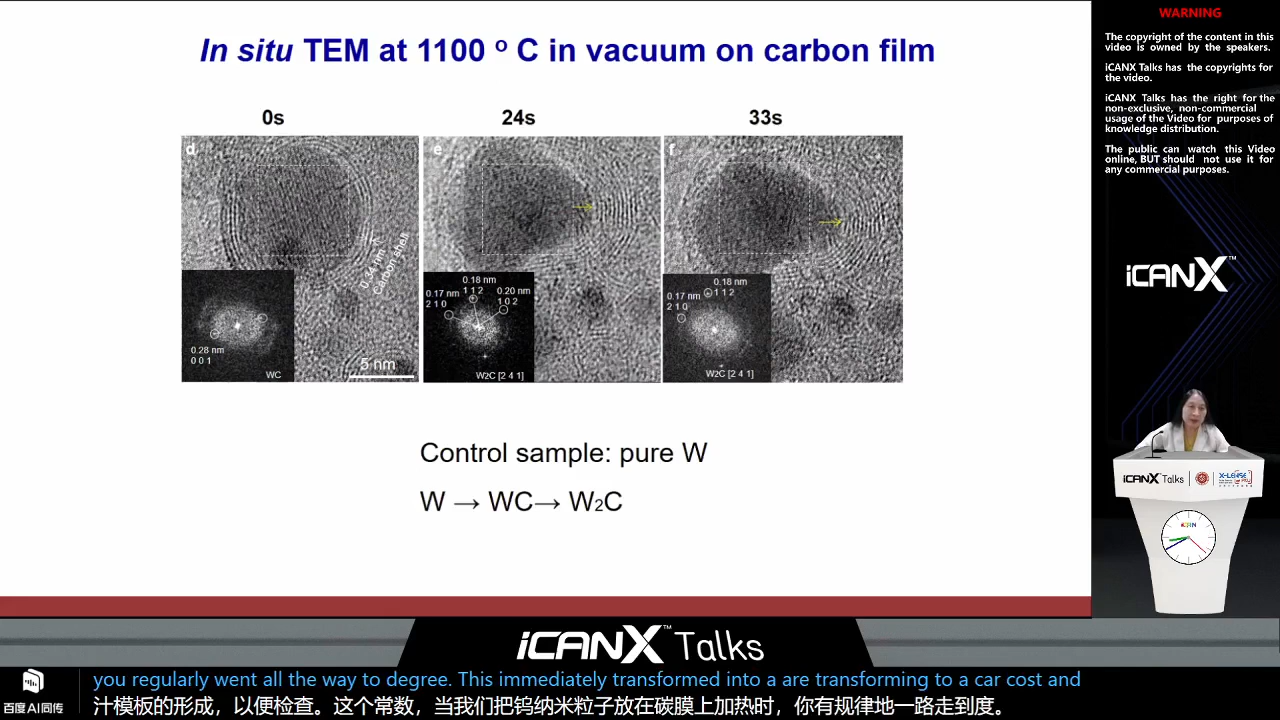 In situ TEM at 1100 º C in vacuum on carbon film
0s
24s
33s
d
0.34 nm
Carbon shell
0.28 nm
0 0 1
WC
5 nm
e
0.17 nm
2 1 0
0.18 nm
1 1 2
0.20 nm
1 0 2
W2C [2 4 1]
f
0.17 nm
2 1 0
0.18 nm
1 1 2
W2C [2 4 1]
Control sample: pure W
W → WC→ W2C
WARNING
The copyright of the content in this
video is owned by the speakers.
iCANX Talks has the copyrights for
the video.
iCANX Talks has the right for the
non-exclusive, non-commercial
usage of the Video for purposes of
knowledge distribution.
The public can watch this Video
online, BUT should not use it for
any commercial purposes.
iCANX™
iCANX Talks
X-LENSE
iCANX™ Talks
百度AI同传
you regularly went all the way to degree. This immediately transformed into a are transforming to a car cost and
汁模板的形成，以便检查。这个常数，当我们把钨纳米粒子放在碳膜上加热时，你有规律地一路走到度。